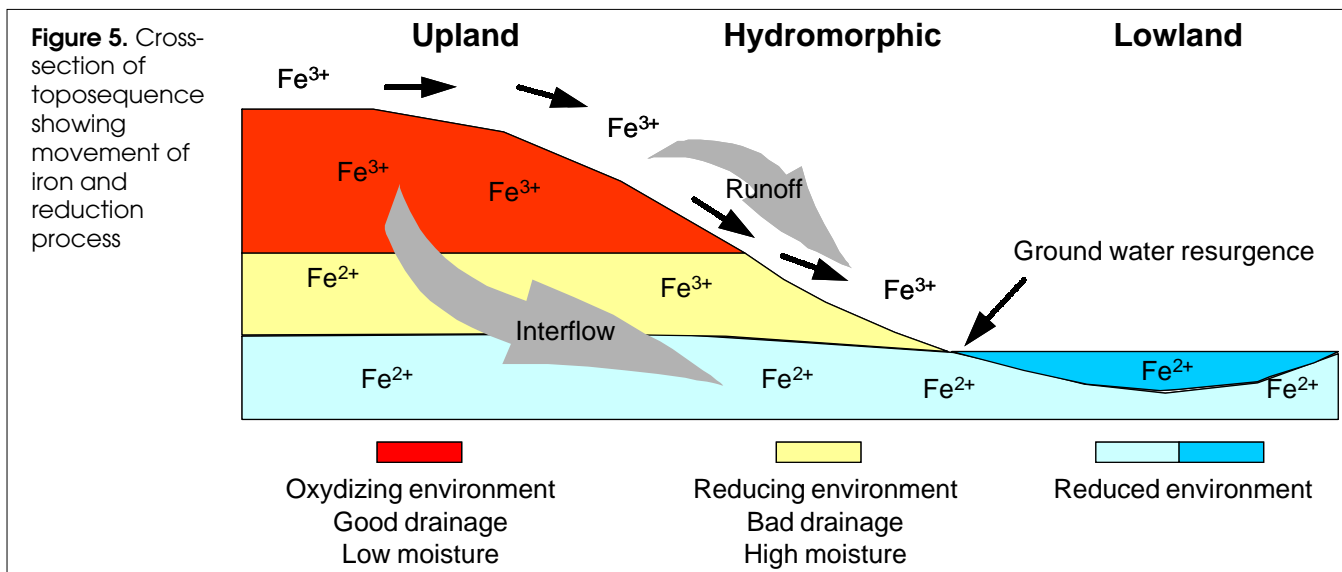 Figure 5. Cross-
section of
toposequence
showing
movement of
iron and
reduction
process
Upland
Hydromorphic
Lowland
Fe³⁺
Fe³⁺
Runoff
Fe³⁺
Fe³⁺
Fe³⁺
Ground water resurgence
Fe²⁺
Fe³⁺
Interflow
Fe²⁺
Fe²⁺
Fe²⁺
Fe²⁺
Fe²⁺
Oxydizing environment
Good drainage
Low moisture
Reducing environment
Bad drainage
High moisture
Reduced environment